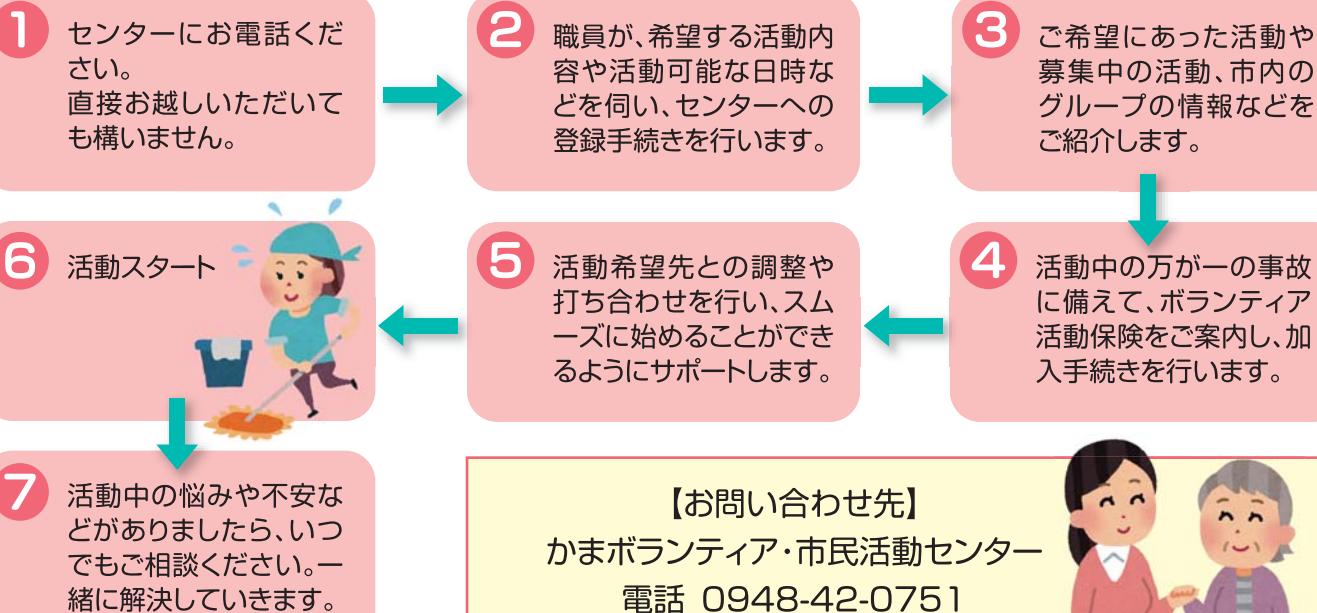 1
センターにお電話くだ
さい。
直接お越しいただいて
も構いません。
2
職員が、希望する活動内
容や活動可能な日時な
どを伺い、センターへの
登録手続きを行います。
3
ご希望にあった活動や
募集中の活動、市内の
グループの情報などを
ご紹介します。
4
活動中の万が一の事故
に備えて、ボランティア
活動保険をご案内し、加
入手続きを行います。
5
活動希望先との調整や
打ち合わせを行い、スム
ーズに始めることができ
るようにサポートします。
6
活動スタート
7
活動中の悩みや不安な
どがありましたら、いつ
でもご相談ください。一
緒に解決していきます。
【お問い合わせ先】
かまボランティア・市民活動センター
電話 0948-42-0751